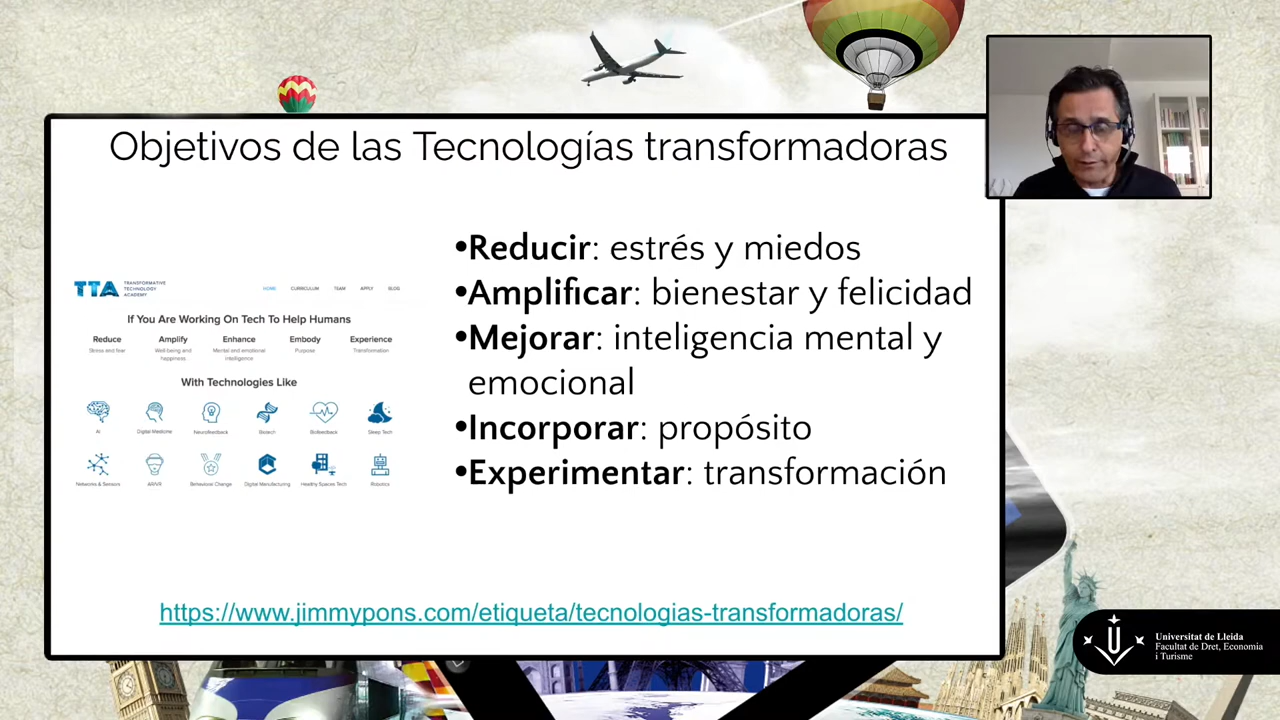 Objetivos de las Tecnologías transformadoras
TTA TRANSFORMATIVE
TECHNOLOGY
ACADEMY
HOME CURRICULUM TEAM APPLY BLOG
If You Are Working On Tech To Help Humans
Reduce Amplify Enhance Embody Experience
Stress and fear Well-being and Mental and emotional Purpose Transformation
happiness intelligence
With Technologies Like
AI Digital Medicine Neurofeedback Biotech Biofeedback Sleep Tech
Networks & Sensors AR/VR Behavioral Change Digital Manufacturing Healthy Spaces Tech Robotics
•Reducir: estrés y miedos
•Amplificar: bienestar y felicidad
•Mejorar: inteligencia mental y
emocional
•Incorporar: propósito
•Experimentar: transformación
https://www.jimmypons.com/etiqueta/tecnologias-transformadoras/
Universitat de Lleida
Facultat de Dret, Economia
i Turisme